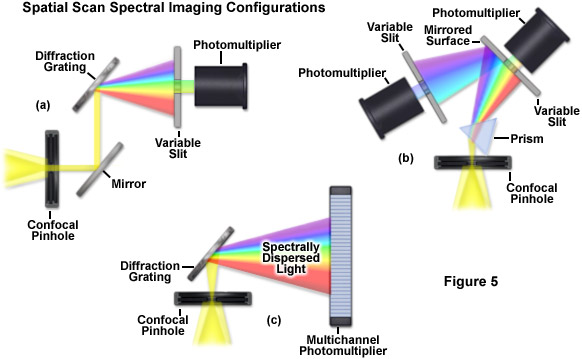 Spatial Scan Spectral Imaging Configurations
Diffraction
Grating
Photomultiplier
(a)
Variable
Slit
Mirror
Confocal
Pinhole
Variable
Slit
Photomultiplier
Mirrored
Surface
Photomultiplier
Variable
Slit
Prism
(b)
Confocal
Pinhole
Diffraction
Grating
Spectrally
Dispersed
Light
Confocal
Pinhole
(c)
Multichannel
Photomultiplier
Figure 5